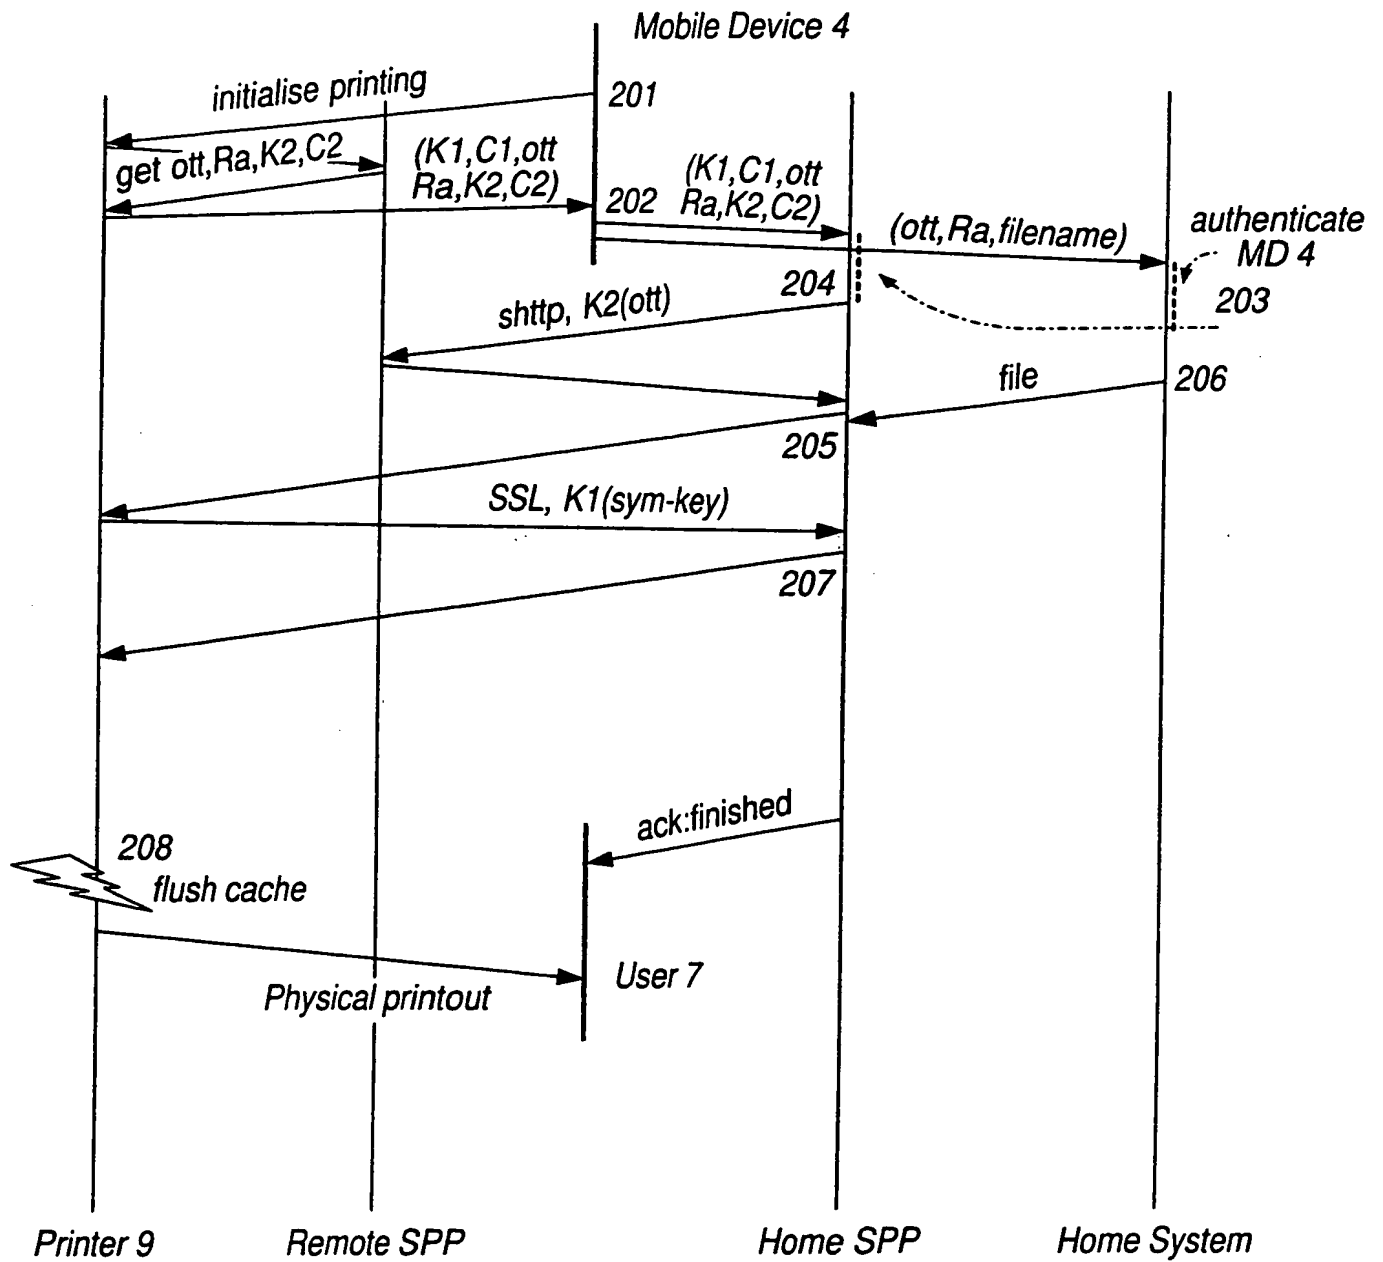 Mobile Device 4
initialise printing
201
get ott,Ra,K2,C2
(K1,C1,ott
Ra,K2,C2)
202
(K1,C1,ott
Ra,K2,C2)
(ott,Ra,filename)
authenticate
MD 4
203
204
shttp, K2(ott)
file
206
205
SSL, K1(sym-key)
207
ack:finished
208
flush cache
User 7
Physical printout
Printer 9
Remote SPP
Home SPP
Home System